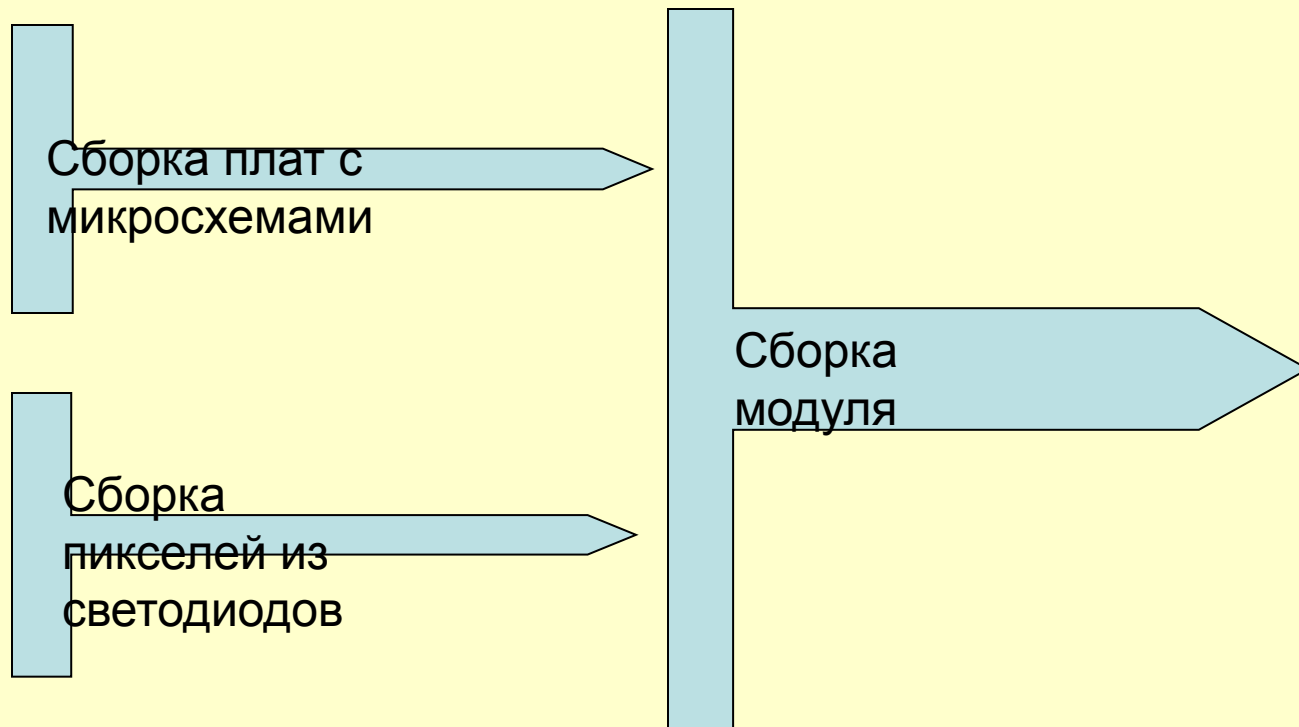 Сборка плат с
микросхемами
Сборка
пикселей из
светодиодов
Сборка
модуля